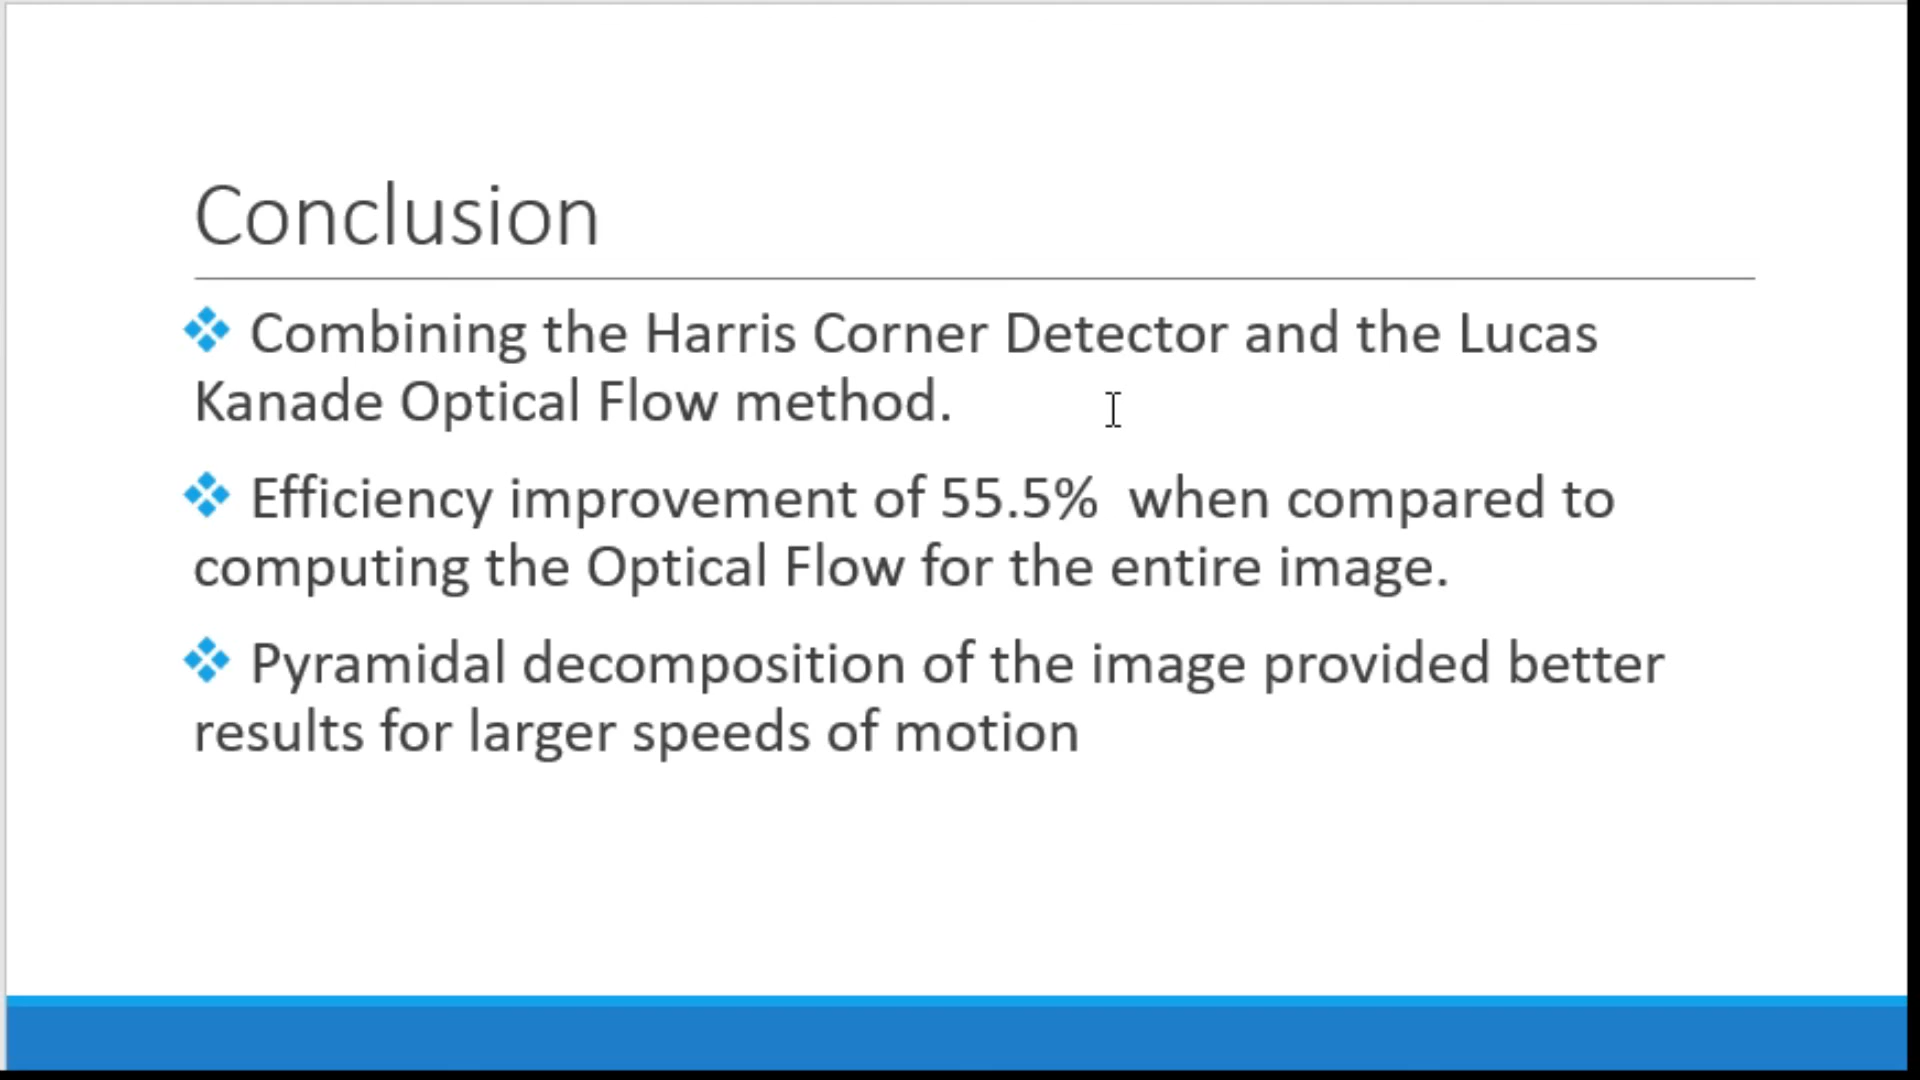 Conclusion
Combining the Harris Corner Detector and the Lucas
Kanade Optical Flow method.
Efficiency improvement of 55.5%  when compared to
computing the Optical Flow for the entire image.
Pyramidal decomposition of the image provided better
results for larger speeds of motion